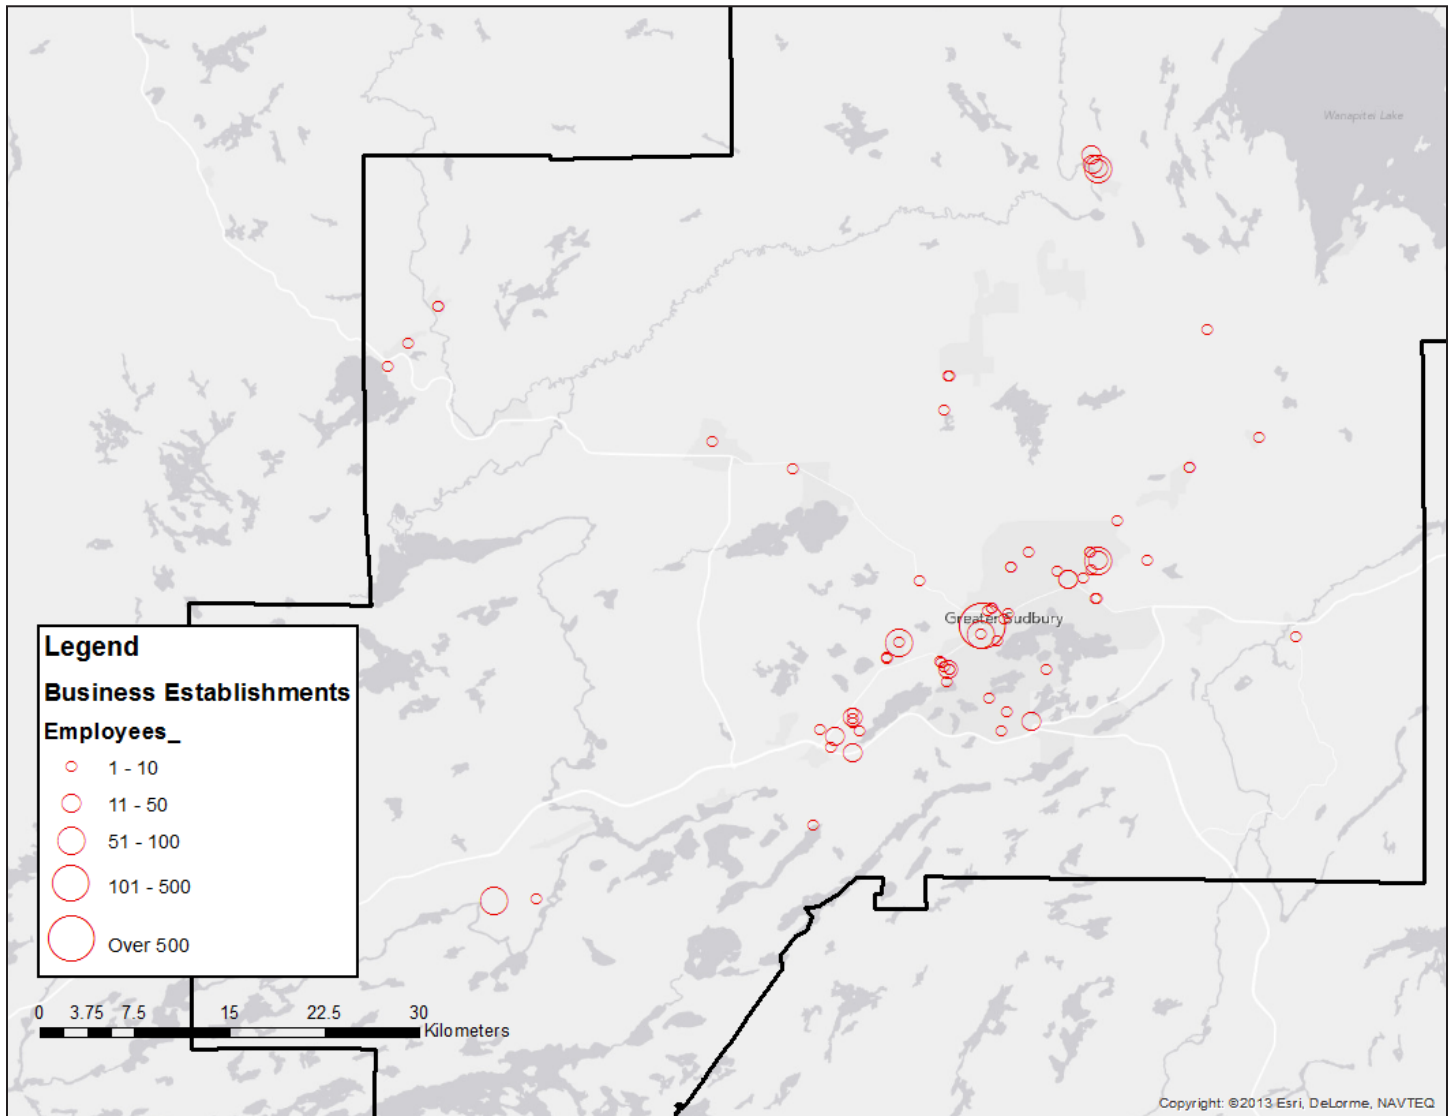 Wanapitei Lake
Greater Sudbury
Legend
Business Establishments
Employees_
1 - 10
11 - 50
51 - 100
101 - 500
Over 500
0 3.75 7.5 15 22.5 30
Kilometers
Copyright: ©2013 Esri, DeLorme, NAVTEQ